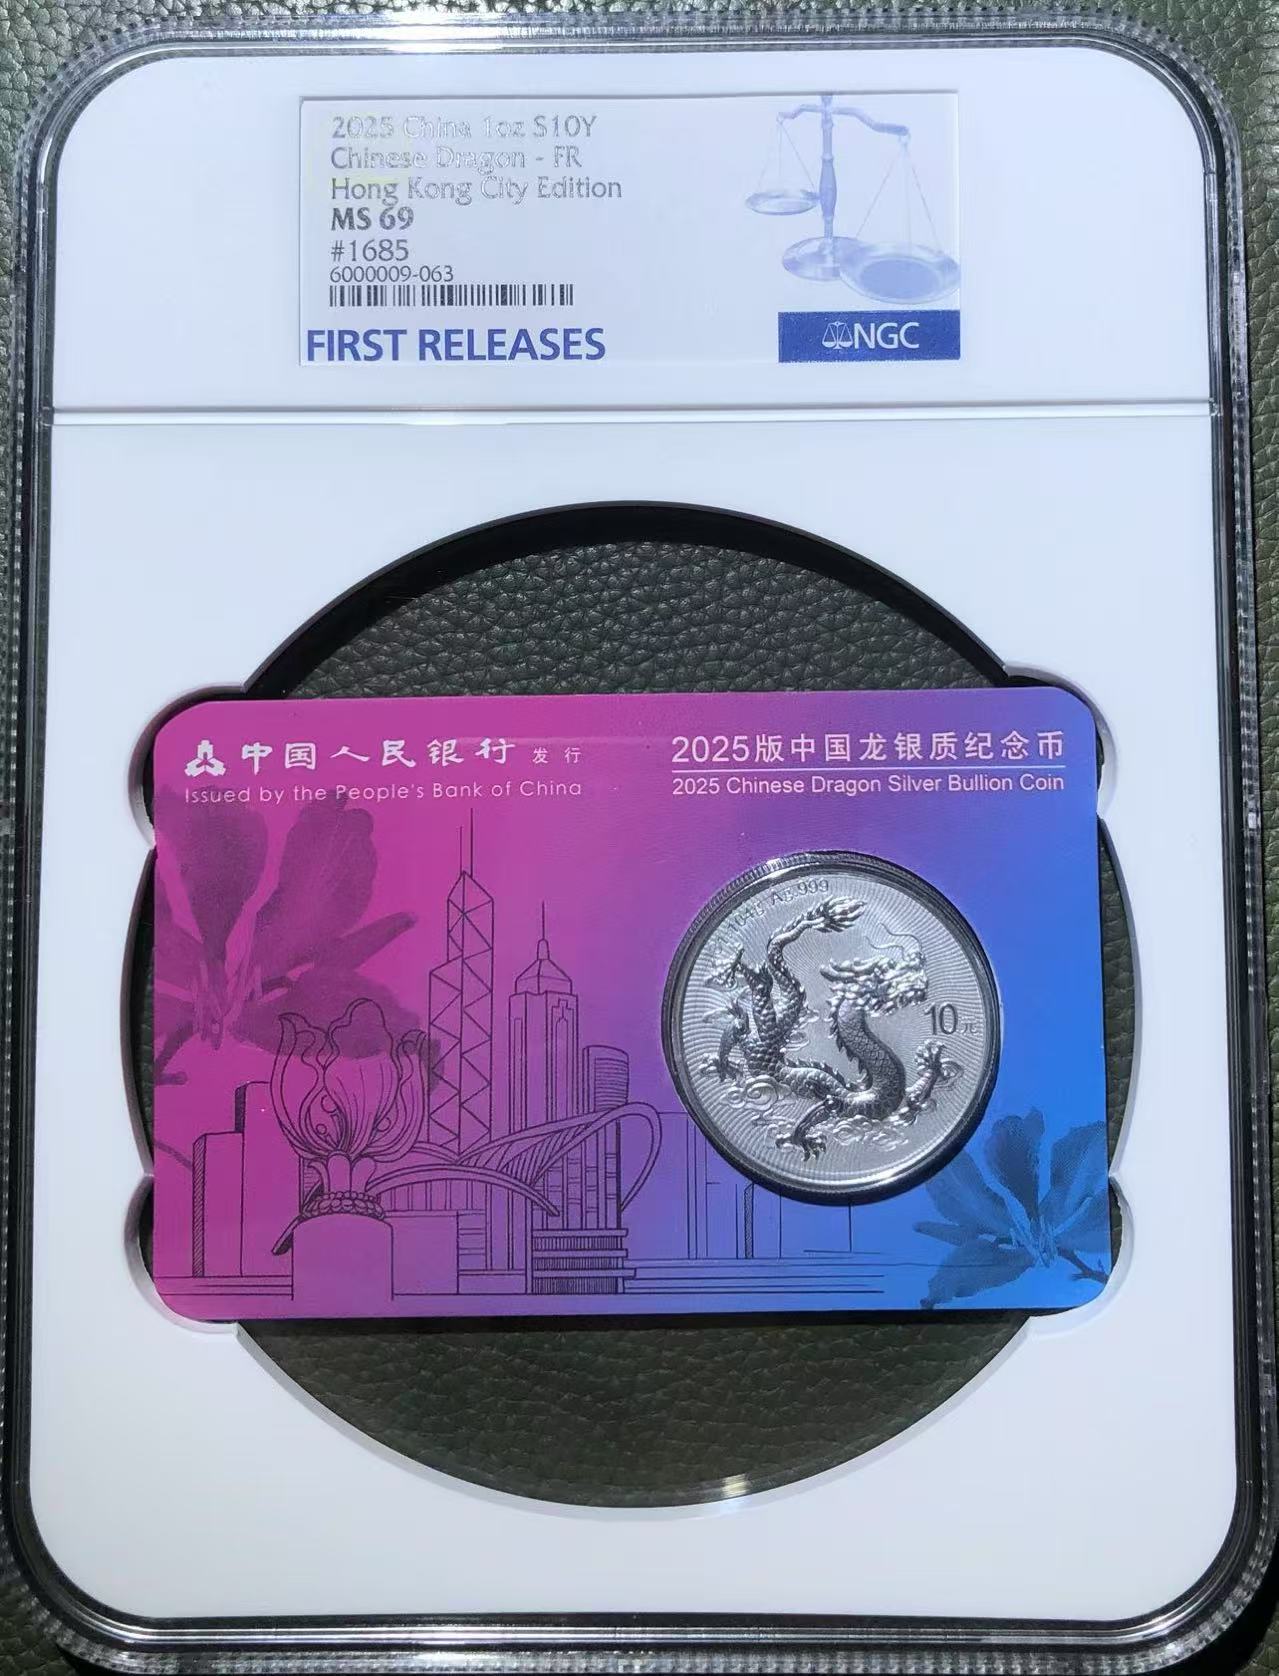 2025 China 1oz S10Y
Chinese Dragon - FR
Hong Kong City Edition
MS 69
#1685
6000009-063
FIRST RELEASES
NGC
中国人民银行 发行
Issued by the People's Bank of China
2025版中国龙银质纪念币
2025 Chinese Dragon Silver Bullion Coin
Ag.999
10元